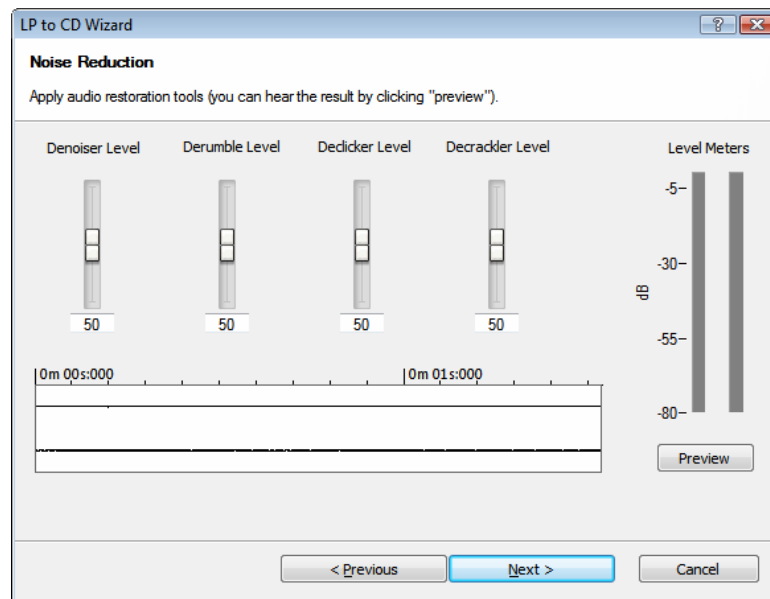 LP to CD Wizard
Noise Reduction
Apply audio restoration tools (you can hear the result by clicking "preview").
Denoiser Level Derumble Level Declicker Level Decrackler Level Level Meters
-5
-30
dB
-55
-80
50 50 50 50
0m 00s:000 0m 01s:000
Preview
< Previous Next > Cancel